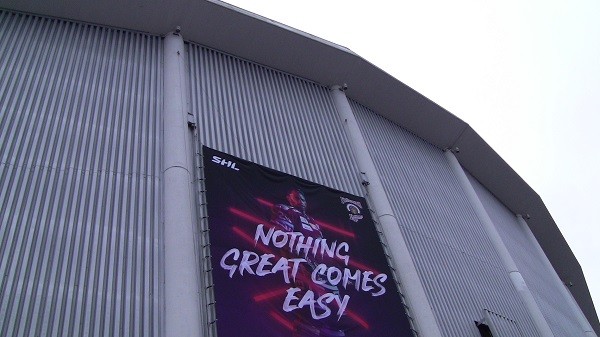 SHL
NOTHING
GREAT COMES
EASY